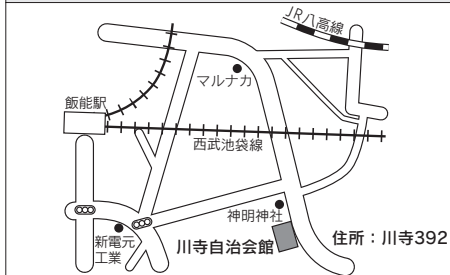 JR八高線
マルナカ
飯能駅
西武池袋線
神明神社
新電元
工業
川寺自治会館
住所：川寺392